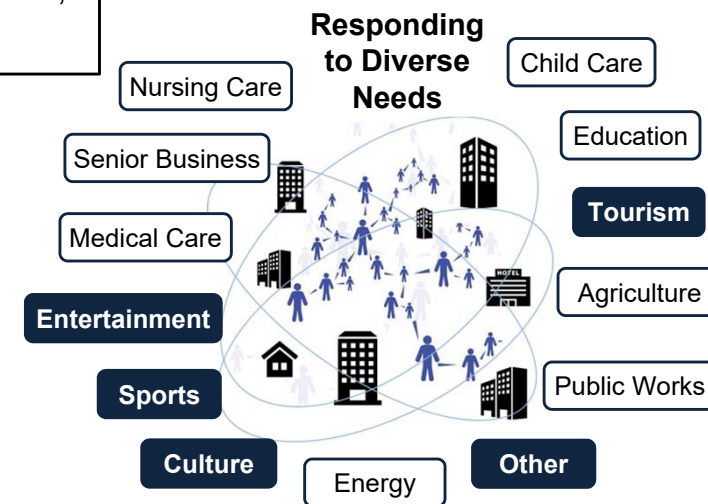 Responding
to Diverse
Needs
Child Care
Nursing Care
Education
Senior Business
Tourism
Medical Care
HOTEL
Agriculture
Entertainment
Public Works
Sports
Culture
Energy
Other